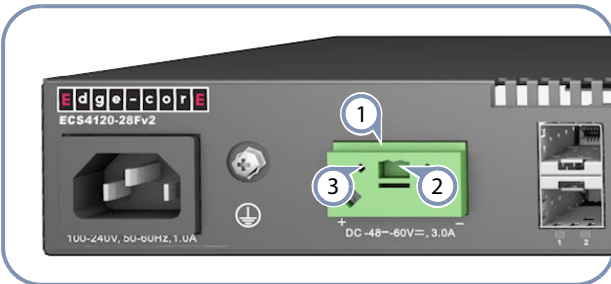 Edge-corE
ECS4120-28Fv2
1
3
2
100-240V, 50-60Hz, 1.0A
+ −
DC -48—-60V⎓, 3.0A
1 2